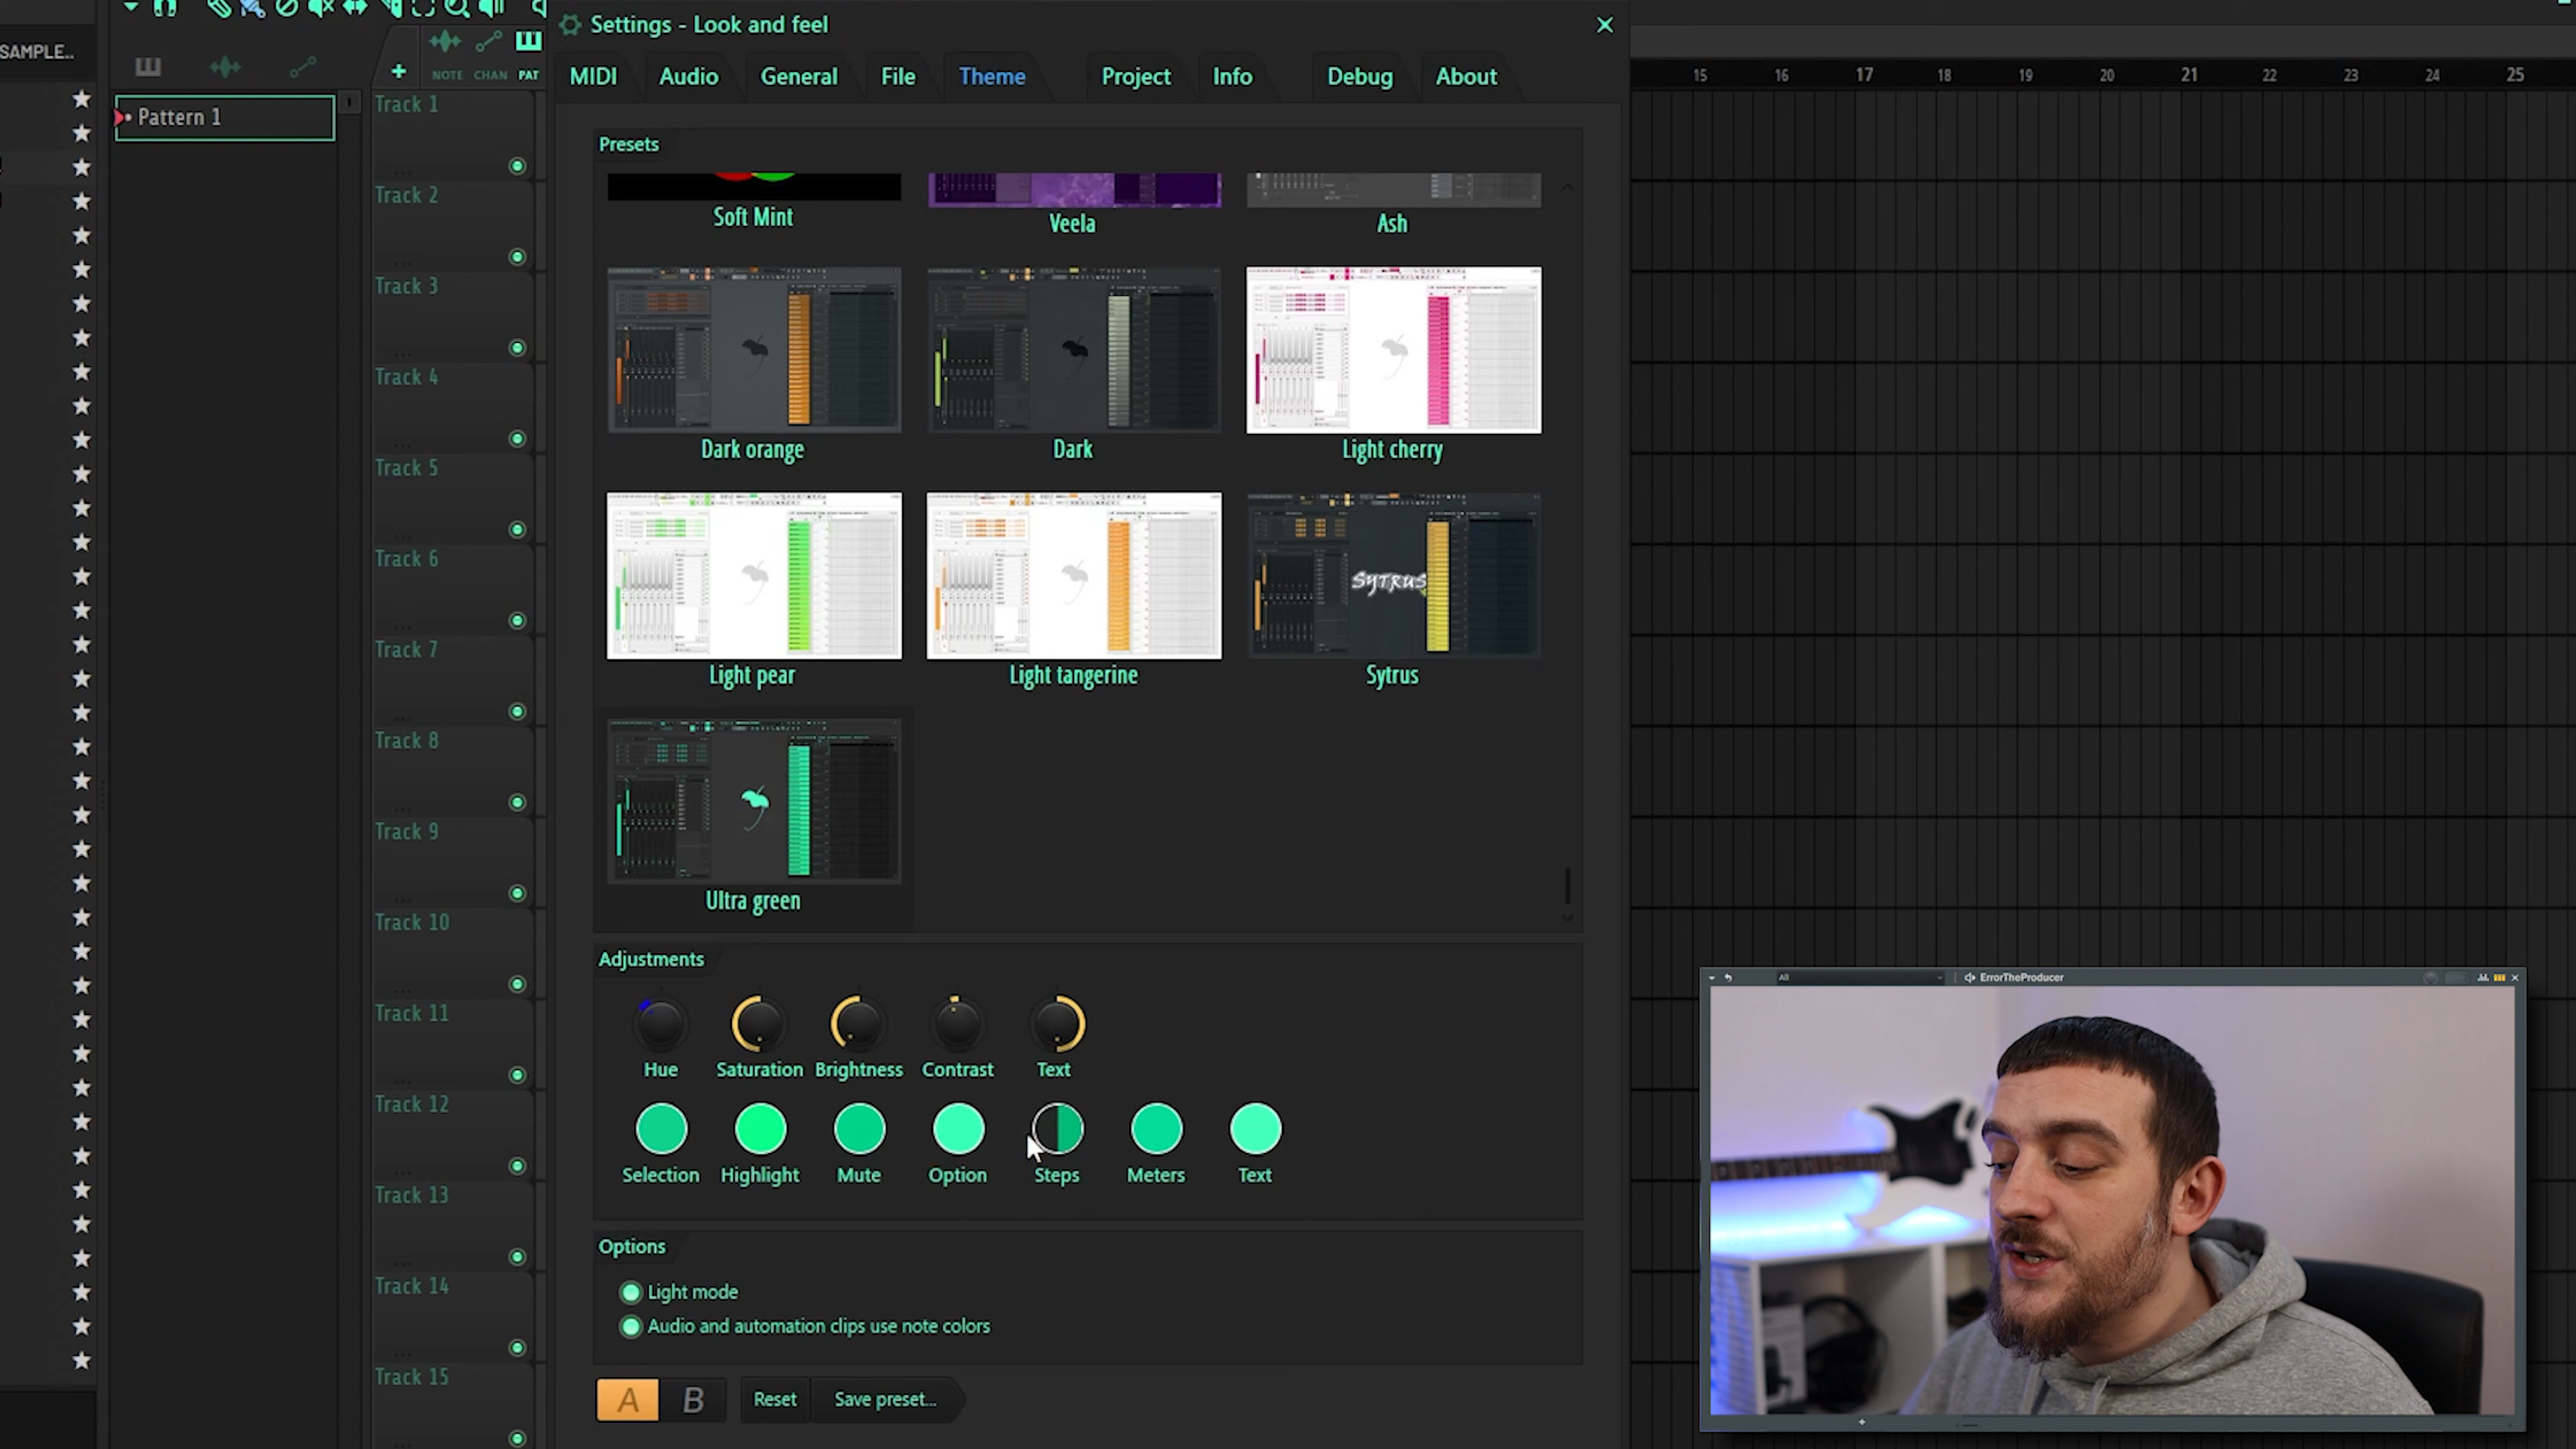 Settings - Look and feel
SAMPLE..
MIDI
Audio
General
File
Theme
Project
Info
Debug
About
NOTE
CHAN
PAT
15
16
17
18
19
20
21
22
23
24
25
Pattern 1
Track 1
Track 2
Track 3
Track 4
Track 5
Track 6
Track 7
Track 8
Track 9
Track 10
Track 11
Track 12
Track 13
Track 14
Track 15
Presets
Soft Mint
Veela
Ash
Dark orange
Dark
Light cherry
SYTRUS
Light pear
Light tangerine
Sytrus
Ultra green
Adjustments
Hue
Saturation
Brightness
Contrast
Text
Selection
Highlight
Mute
Option
Steps
Meters
Text
Options
Light mode
Audio and automation clips use note colors
A
B
Reset
Save preset...
All
ErrorTheProducer